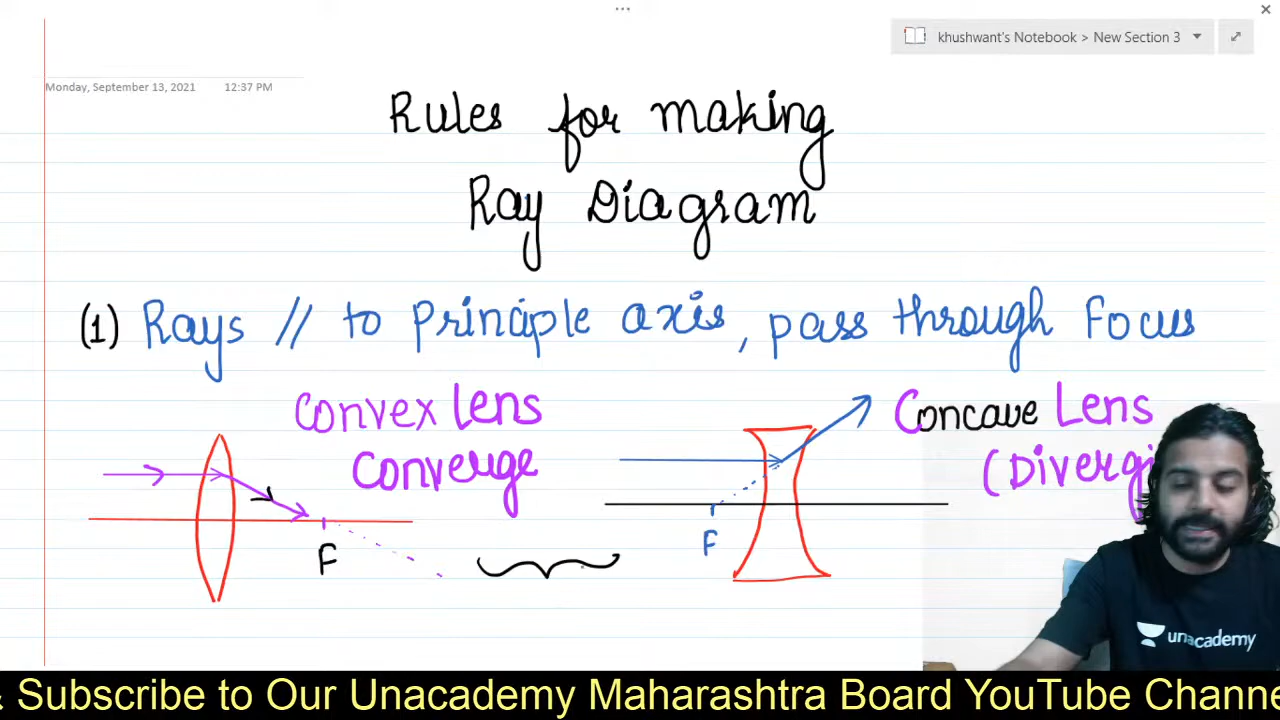 khushwant's Notebook > New Section 3
Monday, September 13, 2021 12:37 PM
Rules for making
Ray Diagram
(1) Rays // to Principle axis, pass through Focus
Convex Lens
Converge
Concave Lens
(Divergi
F
F
unacademy
& Subscribe to Our Unacademy Maharashtra Board YouTube Channe